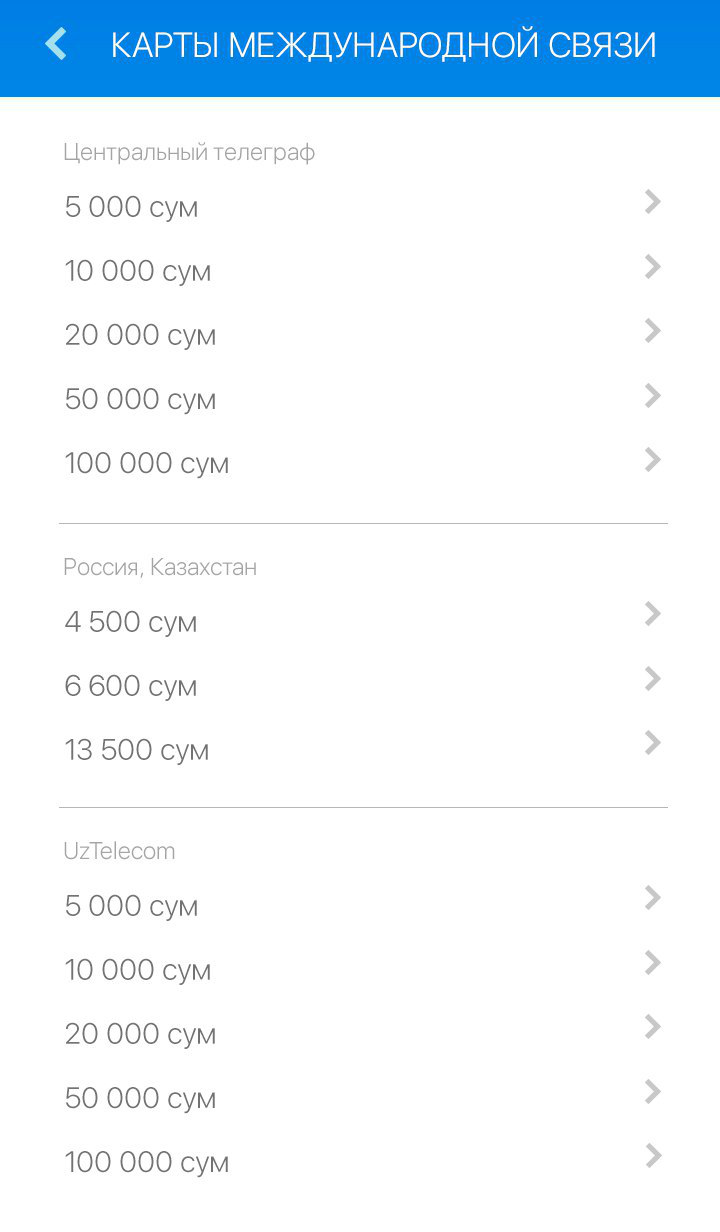 КАРТЫ МЕЖДУНАРОДНОЙ СВЯЗИ
Центральный телеграф
5 000 сум
10 000 сум
20 000 сум
50 000 сум
100 000 сум
Россия, Казахстан
4 500 сум
6 600 сум
13 500 сум
UzTelecom
5 000 сум
10 000 сум
20 000 сум
50 000 сум
100 000 сум